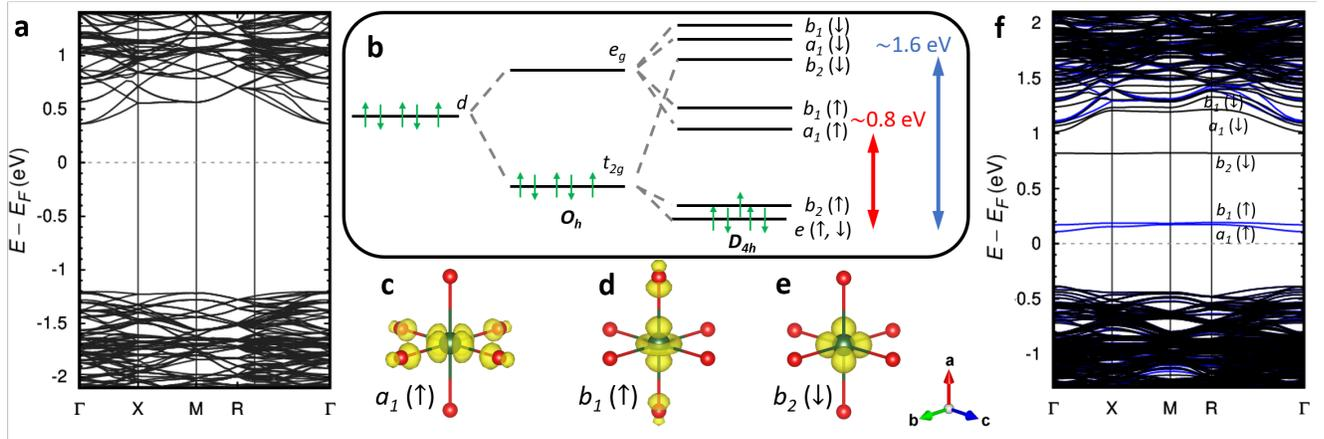 a
E – E_F (eV)
1
0.5
0
-0.5
-1
-1.5
-2
Γ X M R Γ
b
d
e_g
t_2g
O_h
D_4h
b_1 (↓)
a_1 (↓)
b_2 (↓)
b_1 (↑)
a_1 (↑)
b_2 (↑)
e (↑, ↓)
~0.8 eV
~1.6 eV
c
a_1 (↑)
d
b_1 (↑)
e
b_2 (↓)
a
b
c
f
E – E_F (eV)
2
1.5
1
0.5
0
0.5
-1
b_1 (↓)
a_1 (↓)
b_2 (↓)
b_1 (↑)
a_1 (↑)
Γ X M R Γ